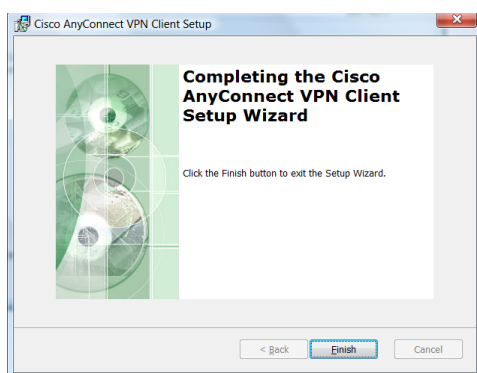 Cisco AnyConnect VPN Client Setup
Completing the Cisco
AnyConnect VPN Client
Setup Wizard
Click the Finish button to exit the Setup Wizard.
< Back
Finish
Cancel